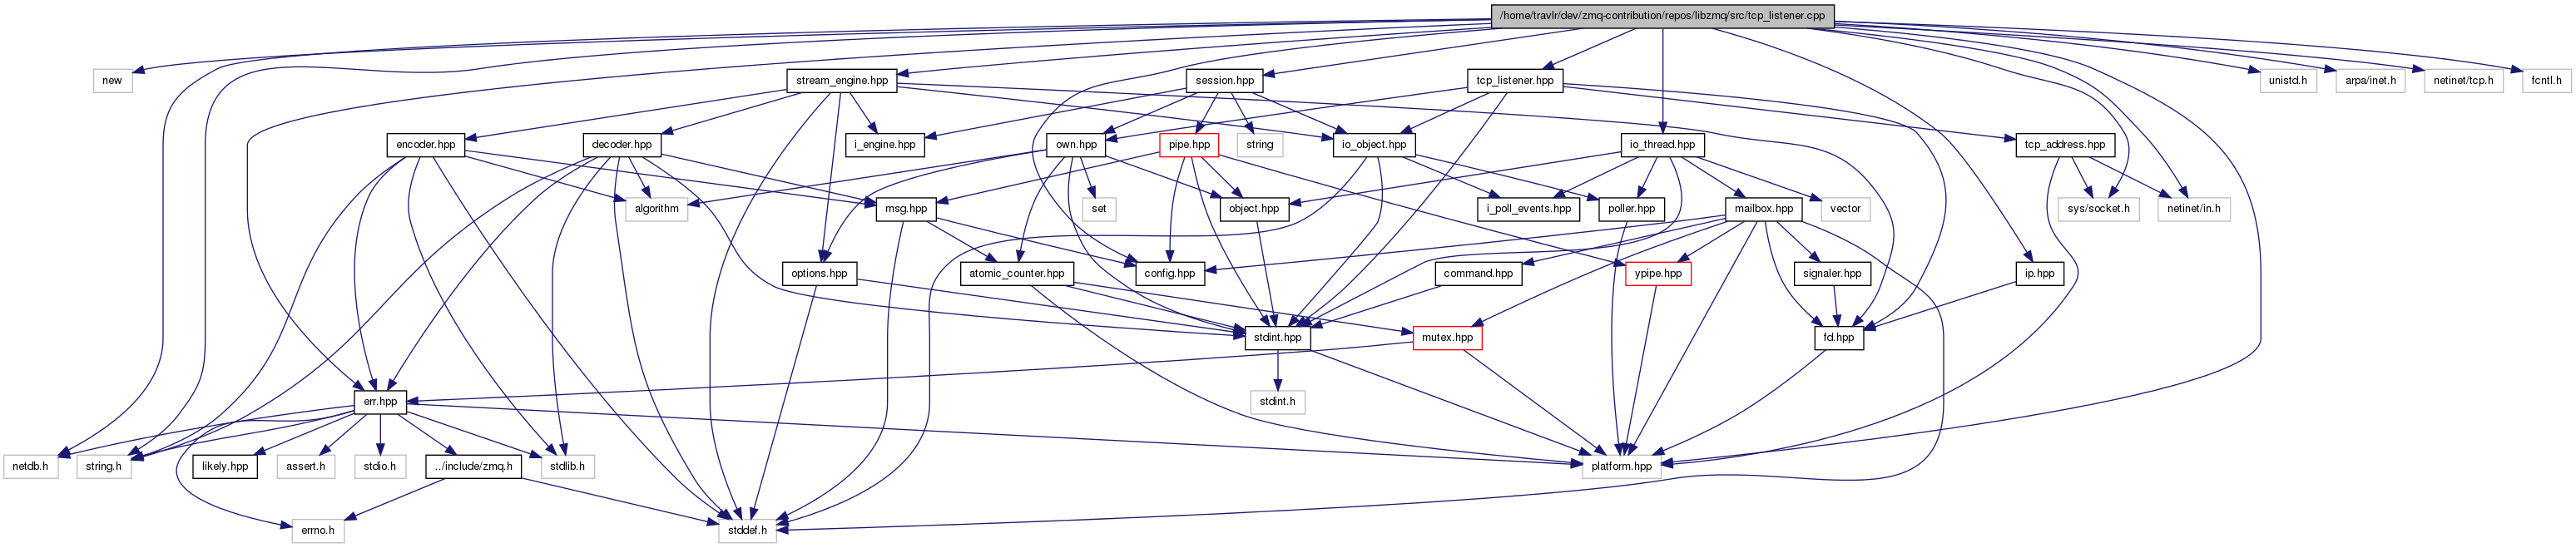 /home/travlr/dev/zmq-contribution/repos/libzmq/src/tcp_listener.cpp
new
stream_engine.hpp
session.hpp
tcp_listener.hpp
unistd.h
arpa/inet.h
netinet/tcp.h
fcntl.h
encoder.hpp
decoder.hpp
i_engine.hpp
own.hpp
pipe.hpp
string
io_object.hpp
io_thread.hpp
tcp_address.hpp
algorithm
msg.hpp
set
object.hpp
i_poll_events.hpp
poller.hpp
mailbox.hpp
vector
sys/socket.h
netinet/in.h
options.hpp
atomic_counter.hpp
config.hpp
command.hpp
ypipe.hpp
signaler.hpp
ip.hpp
stdint.hpp
mutex.hpp
fd.hpp
err.hpp
stdint.h
netdb.h
string.h
likely.hpp
assert.h
stdio.h
../include/zmq.h
stdlib.h
platform.hpp
errno.h
stddef.h